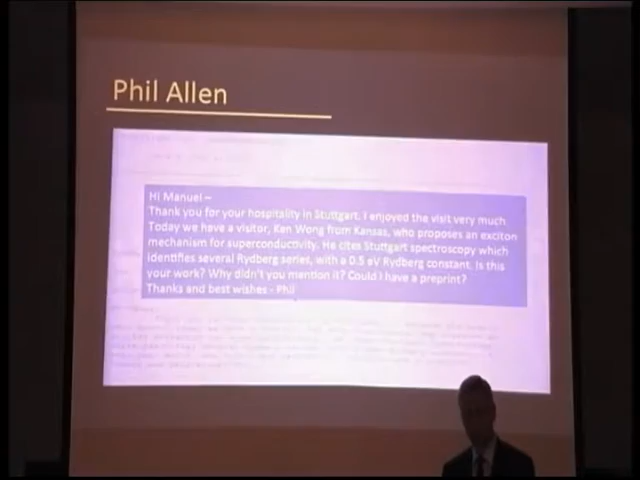 Phil Allen
Hi Manuel –
Thank you for your hospitality in Stuttgart. I enjoyed the visit very much.
Today we have a visitor, Ken Wong from Kansas, who proposes an exciton
mechanism for superconductivity. He cites Stuttgart spectroscopy which
identifies several Rydberg series, with a 0.5 eV Rydberg constant. Is this
your work? Why didn't you mention it? Could I have a preprint?
Thanks and best wishes - Phil